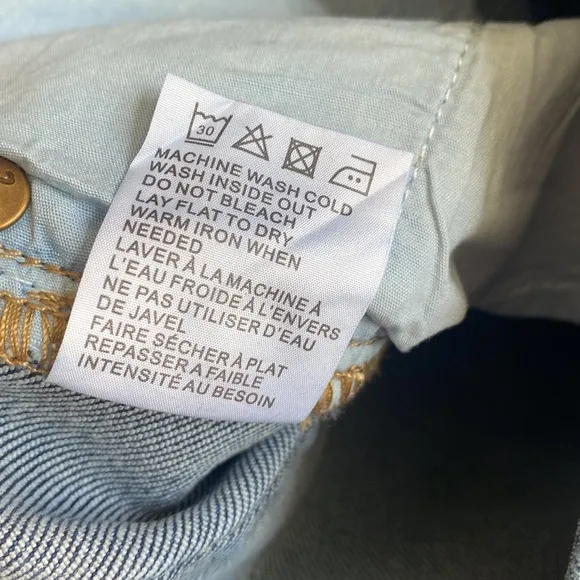 30
MACHINE WASH COLD
WASH INSIDE OUT
DO NOT BLEACH
LAY FLAT TO DRY
WARM IRON WHEN
NEEDED
LAVER À LA MACHINE À
L'EAU FROIDE À L'ENVERS
NE PAS UTILISER D'EAU
DE JAVEL
FAIRE SÉCHER À PLAT
REPASSER A FAIBLE
INTENSITÉ AU BESOIN